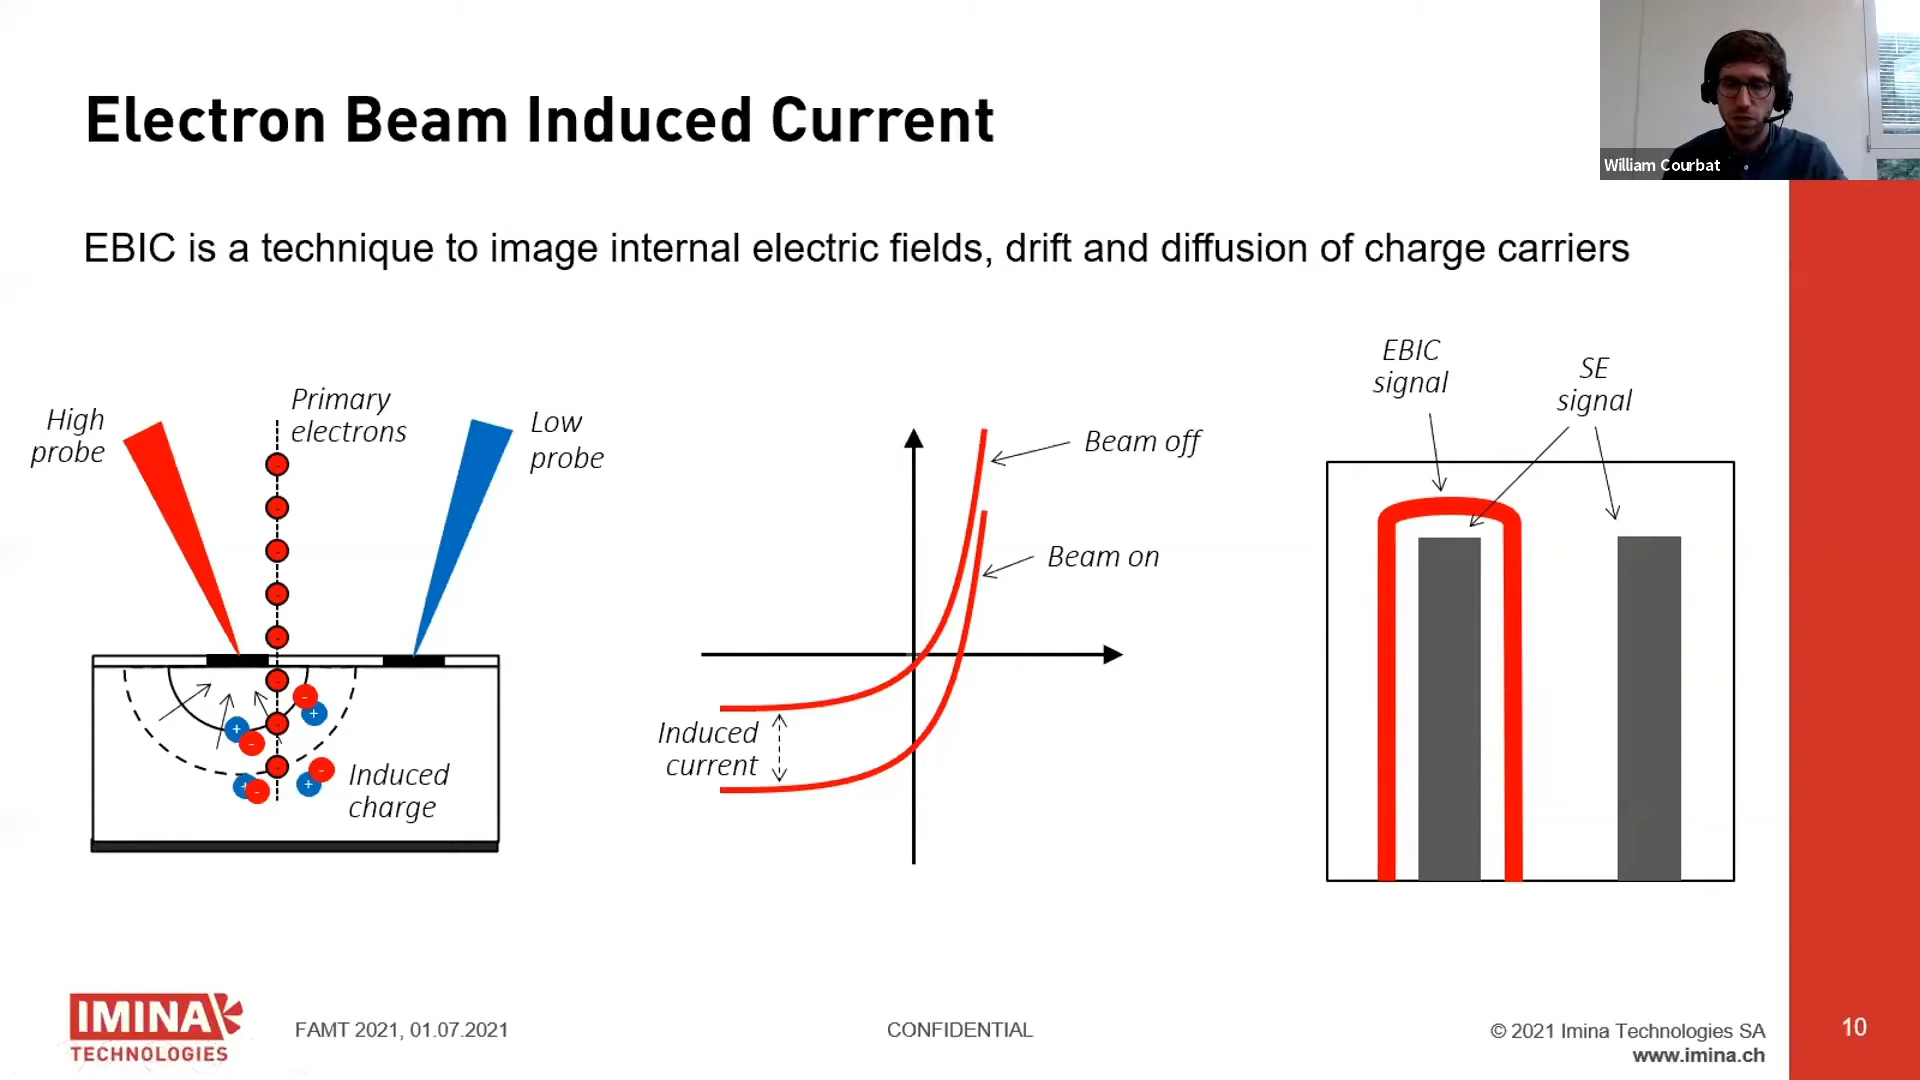 William Courbat
Electron Beam Induced Current
EBIC is a technique to image internal electric fields, drift and diffusion of charge carriers
High
probe
Primary
electrons
Low
probe
Induced
charge
Beam off
Beam on
Induced
current
EBIC
signal
SE
signal
IMINA
TECHNOLOGIES
FAMT 2021, 01.07.2021
CONFIDENTIAL
© 2021 Imina Technologies SA
www.imina.ch
10